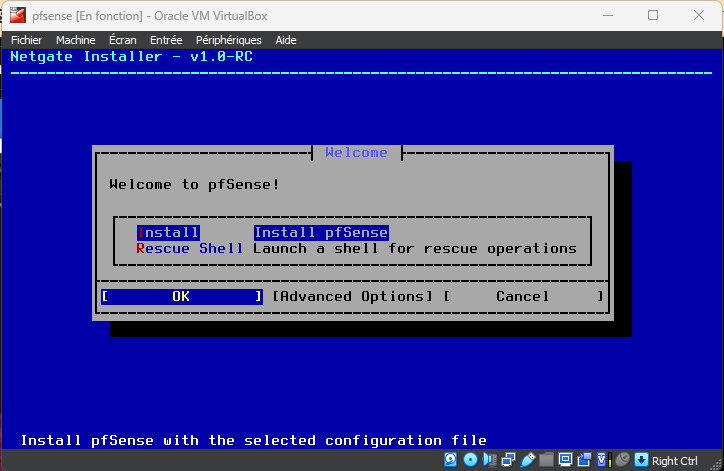 pfsense [En fonction] - Oracle VM VirtualBox
Fichier Machine Écran Entrée Périphériques Aide
Netgate Installer - v1.0-RC
Welcome
Welcome to pfSense!
Install Install pfSense
Rescue Shell Launch a shell for rescue operations
[ OK ] [Advanced Options] [ Cancel ]
Install pfSense with the selected configuration file
Right Ctrl